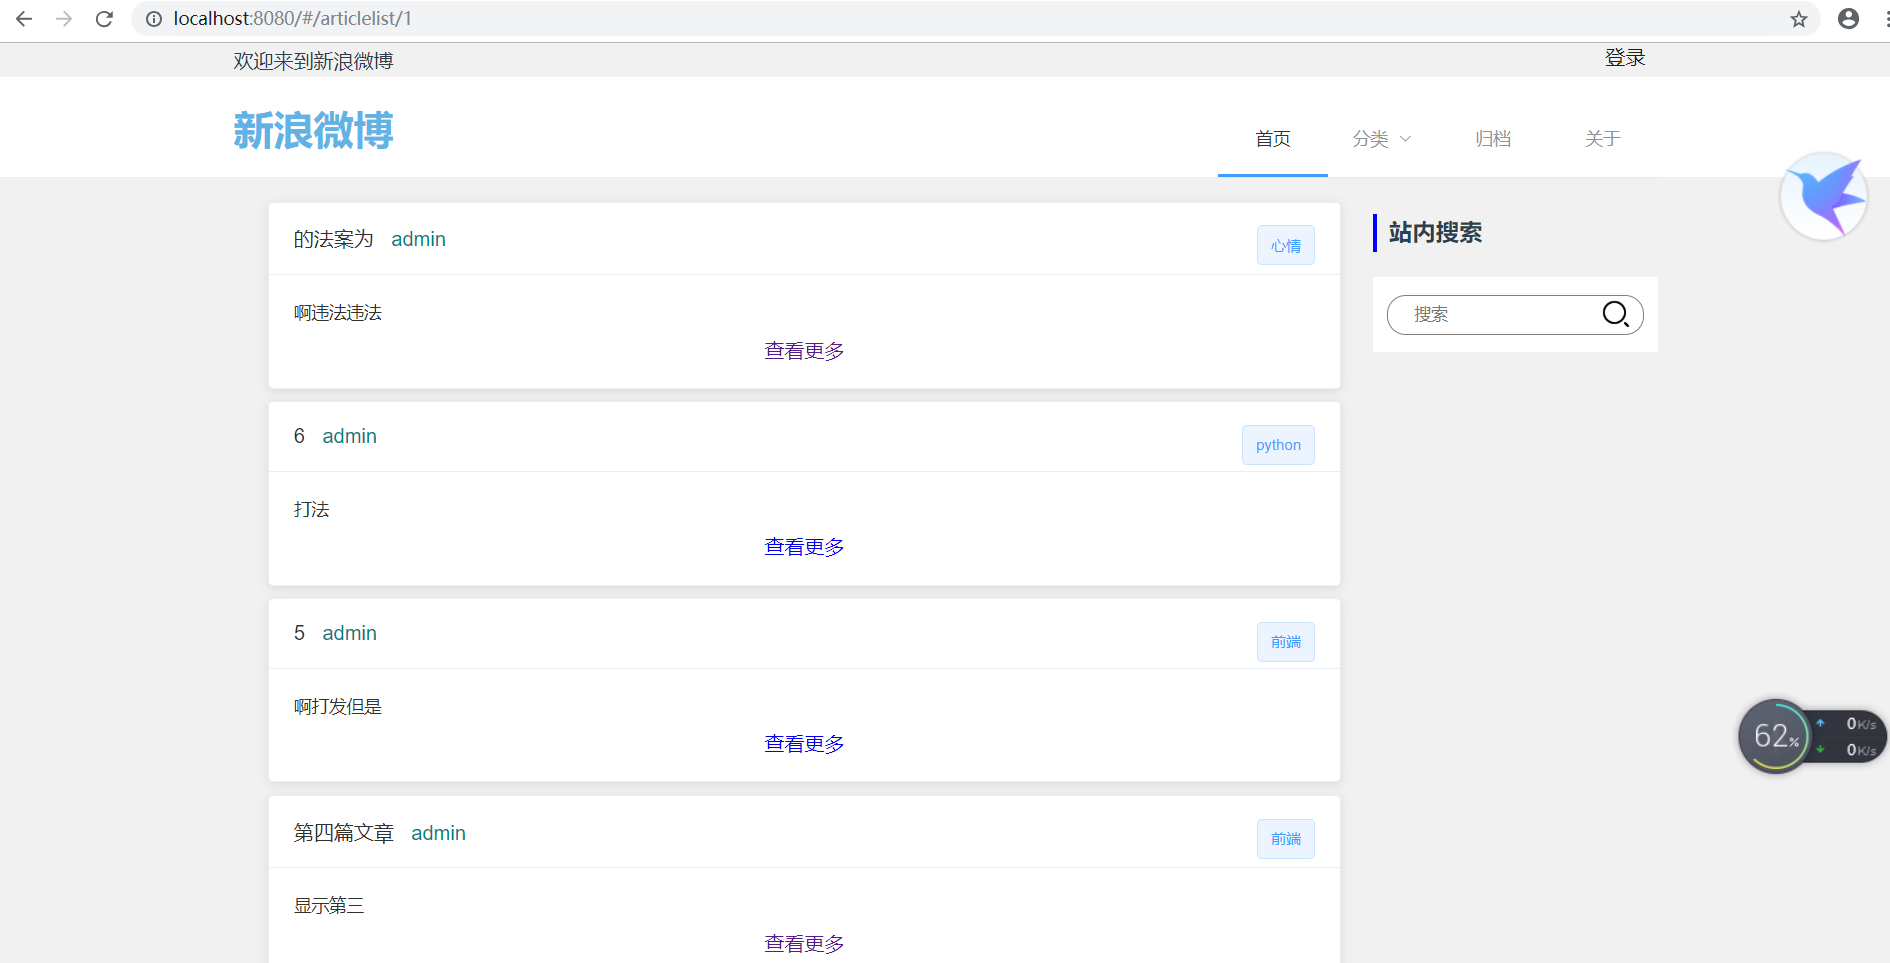 localhost:8080/#/articlelist/1
欢迎来到新浪微博
登录
新浪微博
首页 分类 归档 关于
的法案为 admin
心情
啊违法违法
查看更多
6 admin
python
打法
查看更多
5 admin
前端
啊打发但是
查看更多
第四篇文章 admin
前端
显示第三
查看更多
站内搜索
搜索
62%
0K/s
0K/s